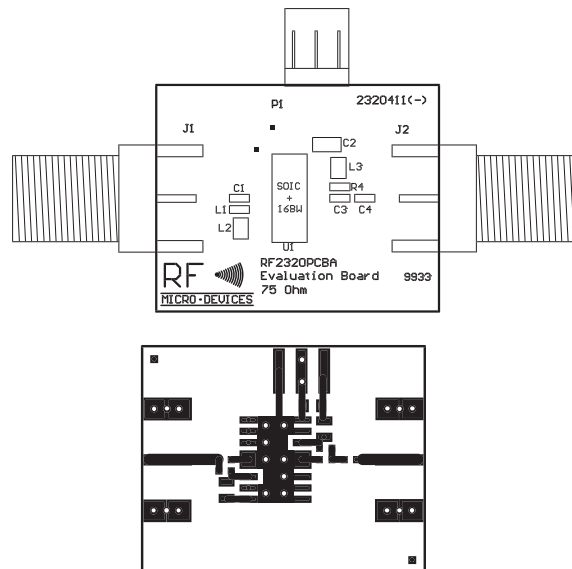 P1
2320411(-)
J1
J2
C2
L3
SOIC
+
16BW
R4
C1
L1
C3
C4
L2
U1
RF
MICRO·DEVICES
RF2320PCBA
Evaluation Board
75 Ohm
9933